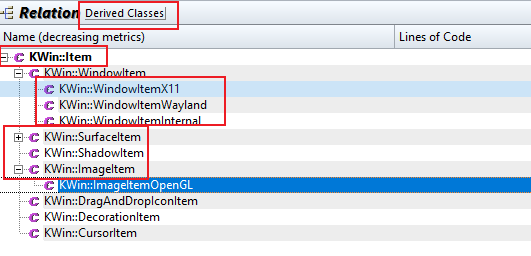 Relation Derived Classes
Name (decreasing metrics) Lines of Code
KWin::Item
KWin::WindowItem
KWin::WindowItemX11
KWin::WindowItemWayland
KWin::WindowItemInternal
KWin::SurfaceItem
KWin::ShadowItem
KWin::ImageItem
KWin::ImageItemOpenGL
KWin::DragAndDropIconItem
KWin::DecorationItem
KWin::CursorItem